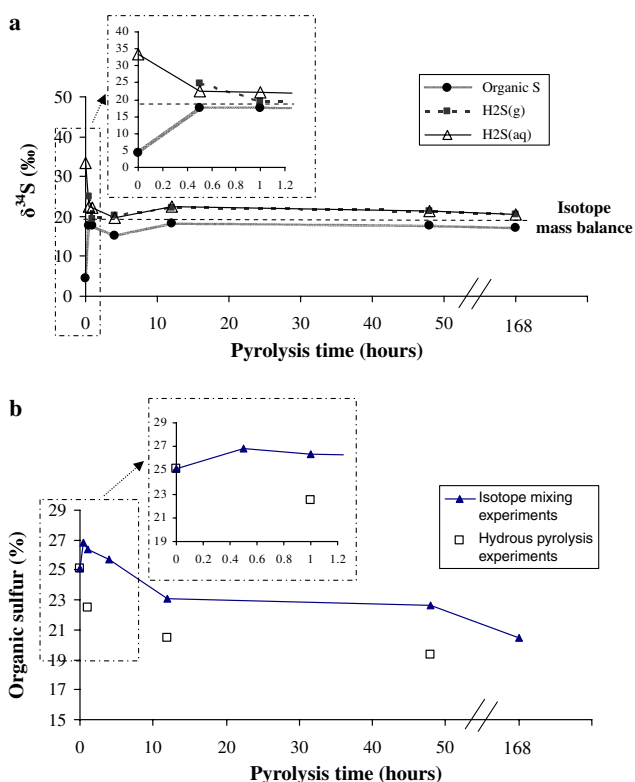 a
40
35
30
25
20
15
10
5
0
0 0.2 0.4 0.6 0.8 1 1.2
Organic S
H2S(g)
H2S(aq)
δ³⁴S (‰)
50
40
30
20
10
0
Isotope
mass balance
0 10 20 30 40 50 168
Pyrolysis time (hours)
b
29
27
25
23
21
19
0 0.2 0.4 0.6 0.8 1 1.2
Isotope mixing
experiments
Hydrous pyrolysis
experiments
Organic sulfur (%)
29
27
25
23
21
19
17
15
0 10 20 30 40 50 168
Pyrolysis time (hours)